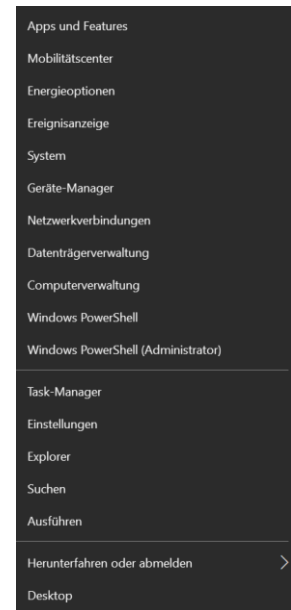 Apps und Features
Mobilitätscenter
Energieoptionen
Ereignisanzeige
System
Geräte-Manager
Netzwerkverbindungen
Datenträgerverwaltung
Computerverwaltung
Windows PowerShell
Windows PowerShell (Administrator)
Task-Manager
Einstellungen
Explorer
Suchen
Ausführen
Herunterfahren oder abmelden
Desktop